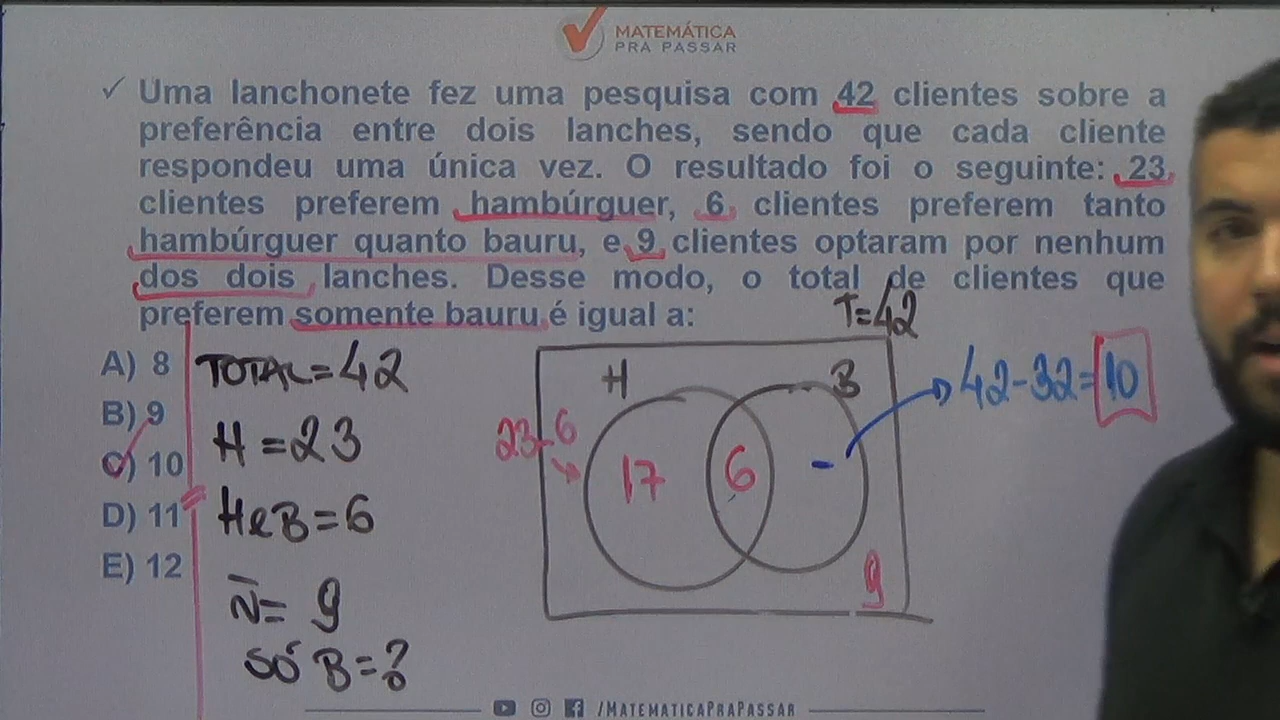 MATEMÁTICA
PRA PASSAR
✓ Uma lanchonete fez uma pesquisa com 42 clientes sobre a
preferência entre dois lanches, sendo que cada cliente
respondeu uma única vez. O resultado foi o seguinte: 23
clientes preferem hambúrguer, 6 clientes preferem tanto
hambúrguer quanto bauru, e 9 clientes optaram por nenhum
dos dois lanches. Desse modo, o total de clientes que
preferem somente bauru é igual a:
A) 8
B) 9
C) 10
D) 11
E) 12
TOTAL=42
H=23
HeB=6
N̄=9
SÓ B=?
T=42
H
B
23-6
17
6
-
9
42-32=10
/MATEMATICAPRAPASSAR